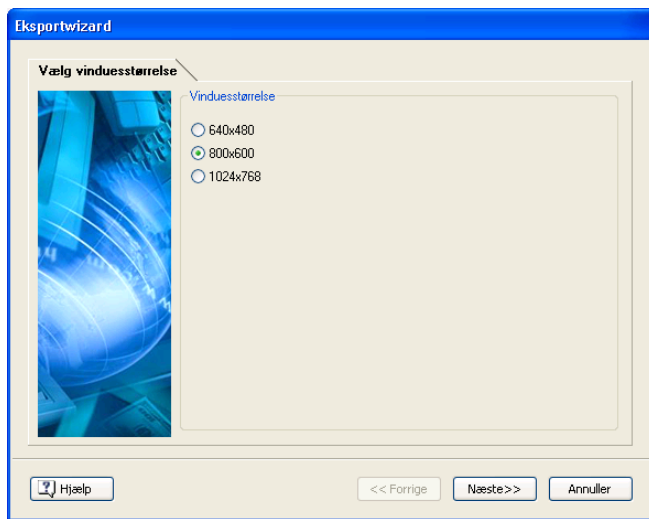 Eksportwizard
Vælg vinduesstørrelse
Vinduesstørrelse
640x480
800x600
1024x768
Hjælp
<< Forrige
Næste>>
Annuller